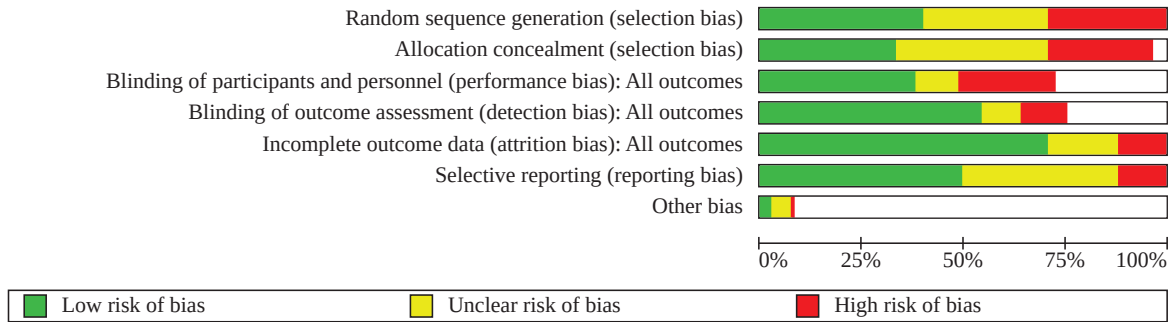 Random sequence generation (selection bias)
Allocation concealment (selection bias)
Blinding of participants and personnel (performance bias): All outcomes
Blinding of outcome assessment (detection bias): All outcomes
Incomplete outcome data (attrition bias): All outcomes
Selective reporting (reporting bias)
Other bias
0% 25% 50% 75% 100%
Low risk of bias Unclear risk of bias High risk of bias